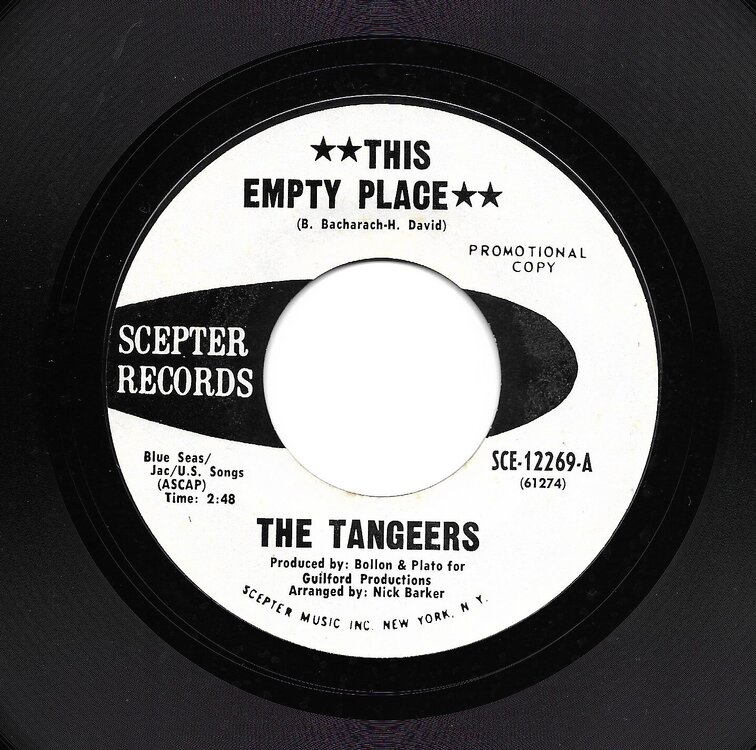 ★★THIS
EMPTY PLACE★★
(B. Bacharach-H. David)
PROMOTIONAL
COPY
SCEPTER
RECORDS
Blue Seas/
Jac/U.S. Songs
(ASCAP)
Time: 2:48
SCE-12269-A
(61274)
THE TANGEERS
Produced by: Bollon & Plato for
Guilford Productions
Arranged by: Nick Barker
SCEPTER MUSIC INC. NEW YORK, N Y.